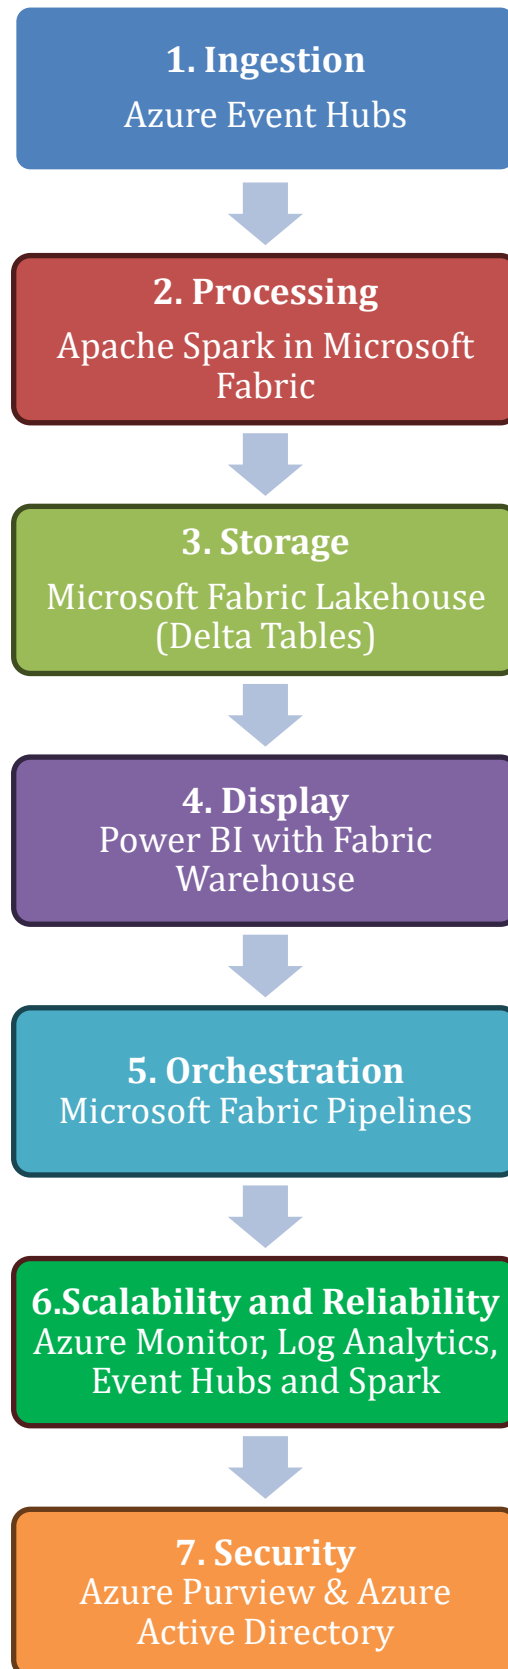 1. Ingestion
Azure Event Hubs
2. Processing
Apache Spark in Microsoft
Fabric
3. Storage
Microsoft Fabric Lakehouse
(Delta Tables)
4. Display
Power BI with Fabric
Warehouse
5. Orchestration
Microsoft Fabric Pipelines
6.Scalability and Reliability
Azure Monitor, Log Analytics,
Event Hubs and Spark
7. Security
Azure Purview & Azure
Active Directory